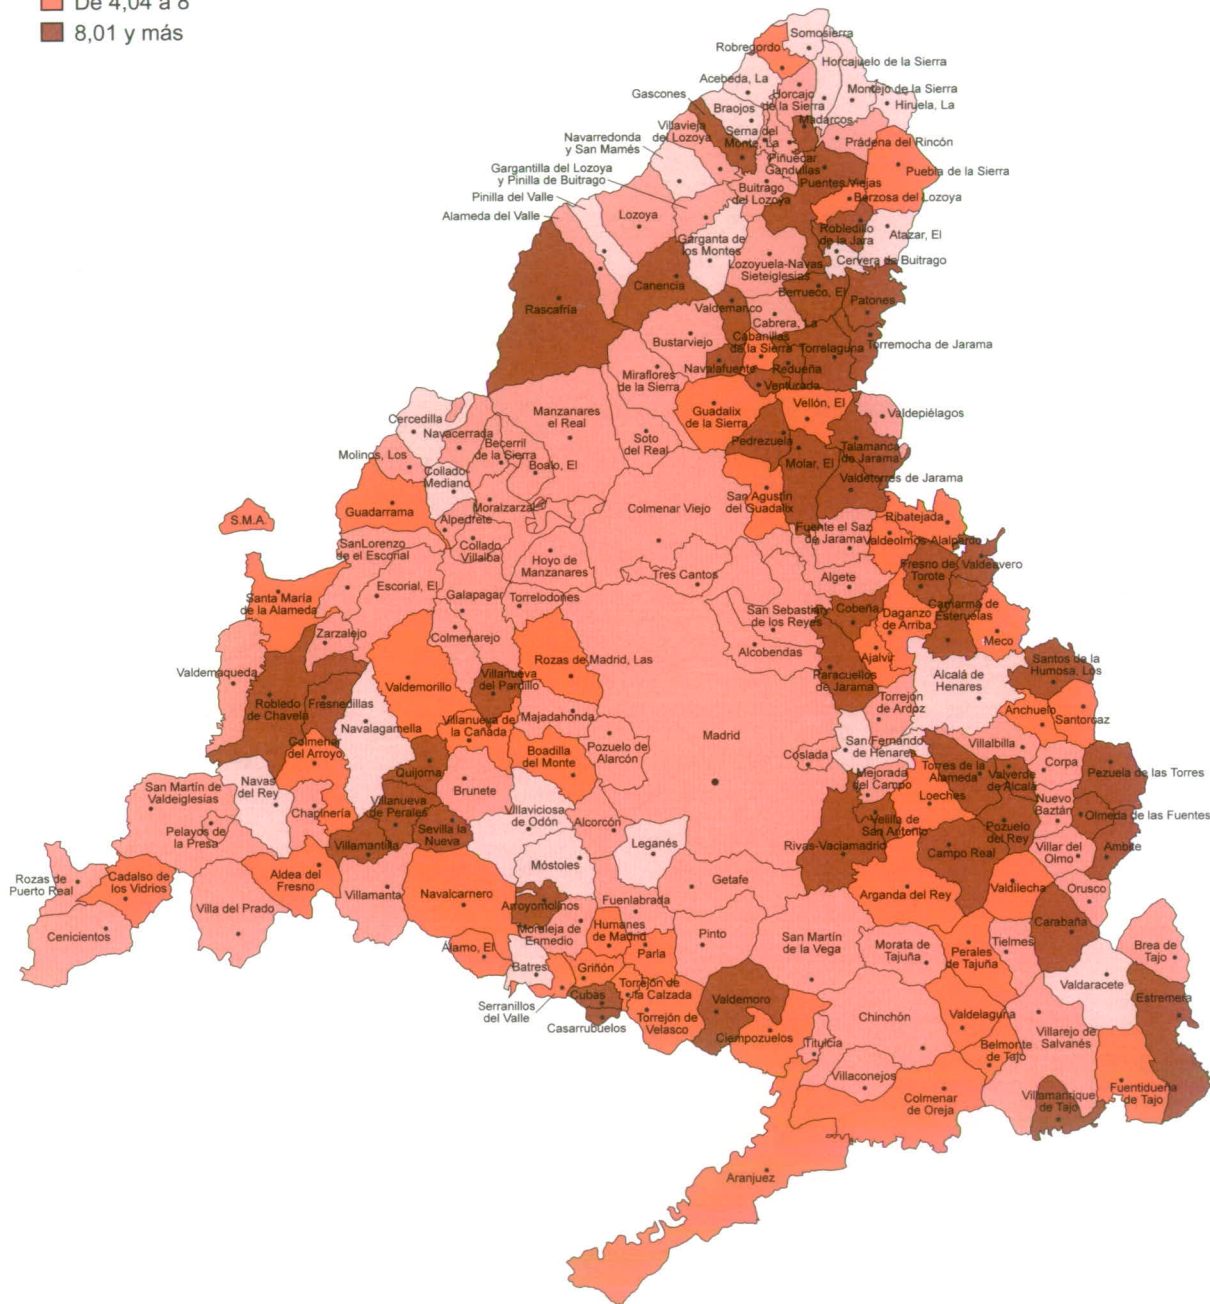 De 4,04 a 8
8,01 y más
Somosierra
Robregordo
Horcajuelo de la Sierra
Acebeda, La
Montejo de la Sierra
Horcajo
de la Sierra
Gascones
Hiruela, La
Braojos
Madarcos
Villavieja
del Lozoya
Serna del
Monte, La
Navarredonda
y San Mamés
Prádena del Rincón
Piñuécar
Gandullas
Gargantilla del Lozoya
y Pinilla de Buitrago
Puebla de la Sierra
Puentes Viejas
Buitrago
del Lozoya
Berzosa del Lozoya
Pinilla del Valle
Alameda del Valle
Lozoya
Robledillo
de la Jara
Atazar, El
Garganta de
los Montes
Cervera de Buitrago
Lozoyuela-Navas
Sieteiglesias
Canencia
Berrueco, El
Patones
Rascafría
Valdemanco
Cabrera, La
Bustarviejo
Cabanillas
de la Sierra
Torrelaguna
Torremocha de Jarama
Navalafuente
Redueña
Miraflores
de la Sierra
Venturada
Vellón, El
Guadalix
de la Sierra
Valdepiélagos
Manzanares
el Real
Cercedilla
Navacerrada
Soto
del Real
Pedrezuela
Becerril
de la Sierra
Talamanca
de Jarama
Molinos, Los
Molar, El
Boalo, El
Collado-
Mediano
Valdetorres de Jarama
San Agustín
del Guadalix
Guadarrama
Moralzarzal
Colmenar Viejo
S.M.A.
Alpedrete
Ribatejada
Fuente el Saz
de Jarama
Valdeolmos-Alalpardo
SanLorenzo
de el Escorial
Collado
Villalba
Hoyo de
Manzanares
Fresno de
Torote
Valdeavero
Tres Cantos
Algete
Escorial, El
Santa María
de la Alameda
Galapagar
Torrelodones
San Sebastián
de los Reyes
Cobeña
Daganzo
de Arriba
Camarma de
Esteruelas
Zarzalejo
Colmenarejo
Meco
Alcobendas
Ajalvir
Rozas de Madrid, Las
Santos de la
Humosa, Los
Valdemaqueda
Villanueva
del Pardillo
Paracuellos
de Jarama
Alcalá de
Henares
Valdemorillo
Robledo
de Chavela
Fresnedillas
Torrejón
de Ardoz
Anchuelo
Santorcaz
Navalagamella
Villanueva de
la Cañada
Majadahonda
Madrid
Colmenar
del Arroyo
Boadilla
del Monte
Pozuelo de
Alarcón
San Fernando
de Henares
Villalbilla
Coslada
Corpa
Quijorna
Torres de la
Alameda
Valverde
de Alcalá
Pezuela de las Torres
Navas
del Rey
Mejorada
del Campo
San Martín de
Valdeiglesias
Brunete
Loeches
Nuevo
Baztán
Villanueva
de Perales
Villaviciosa
de Odón
Chapinería
Olmeda de las Fuentes
Pelayos de
la Presa
Alcorcón
Velilla de
San Antonio
Pozuelo
del Rey
Sevilla la
Nueva
Villamantilla
Leganés
Rivas-Vaciamadrid
Campo Real
Villar del
Olmo
Ambite
Móstoles
Rozas de
Puerto Real
Cadalso de
los Vidrios
Aldea del
Fresno
Getafe
Valdilecha
Orusco
Villamanta
Navalcarnero
Arganda del Rey
Arroyomolinos
Fuenlabrada
Villa del Prado
Carabaña
Moraleja de
Enmedio
Humanes
de Madrid
Cenicientos
Pinto
San Martín
de la Vega
Morata de
Tajuña
Tielmes
Brea de
Tajo
Álamo, El
Parla
Perales
de Tajuña
Batres
Griñón
Valdaracete
Torrejón de
la Calzada
Cubas
Valdemoro
Estremera
Serranillos
del Valle
Torrejón de
Velasco
Chinchón
Valdelaguna
Casarrubuelos
Villarejo de
Salvanés
Ciempozuelos
Titulcia
Belmonte
de Tajo
Villaconejos
Fuentidueña
de Tajo
Villamanrique
de Tajo
Colmenar
de Oreja
Aranjuez